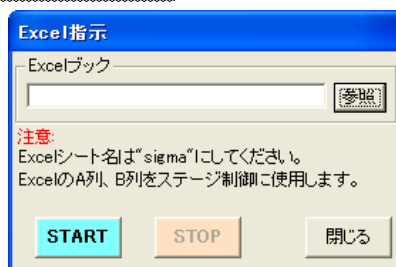 Excel指示
Excelブック
参照
注意:
Excelシート名は"sigma"にしてください。
ExcelのA列、B列をステージ制御に使用します。
START STOP 閉じる